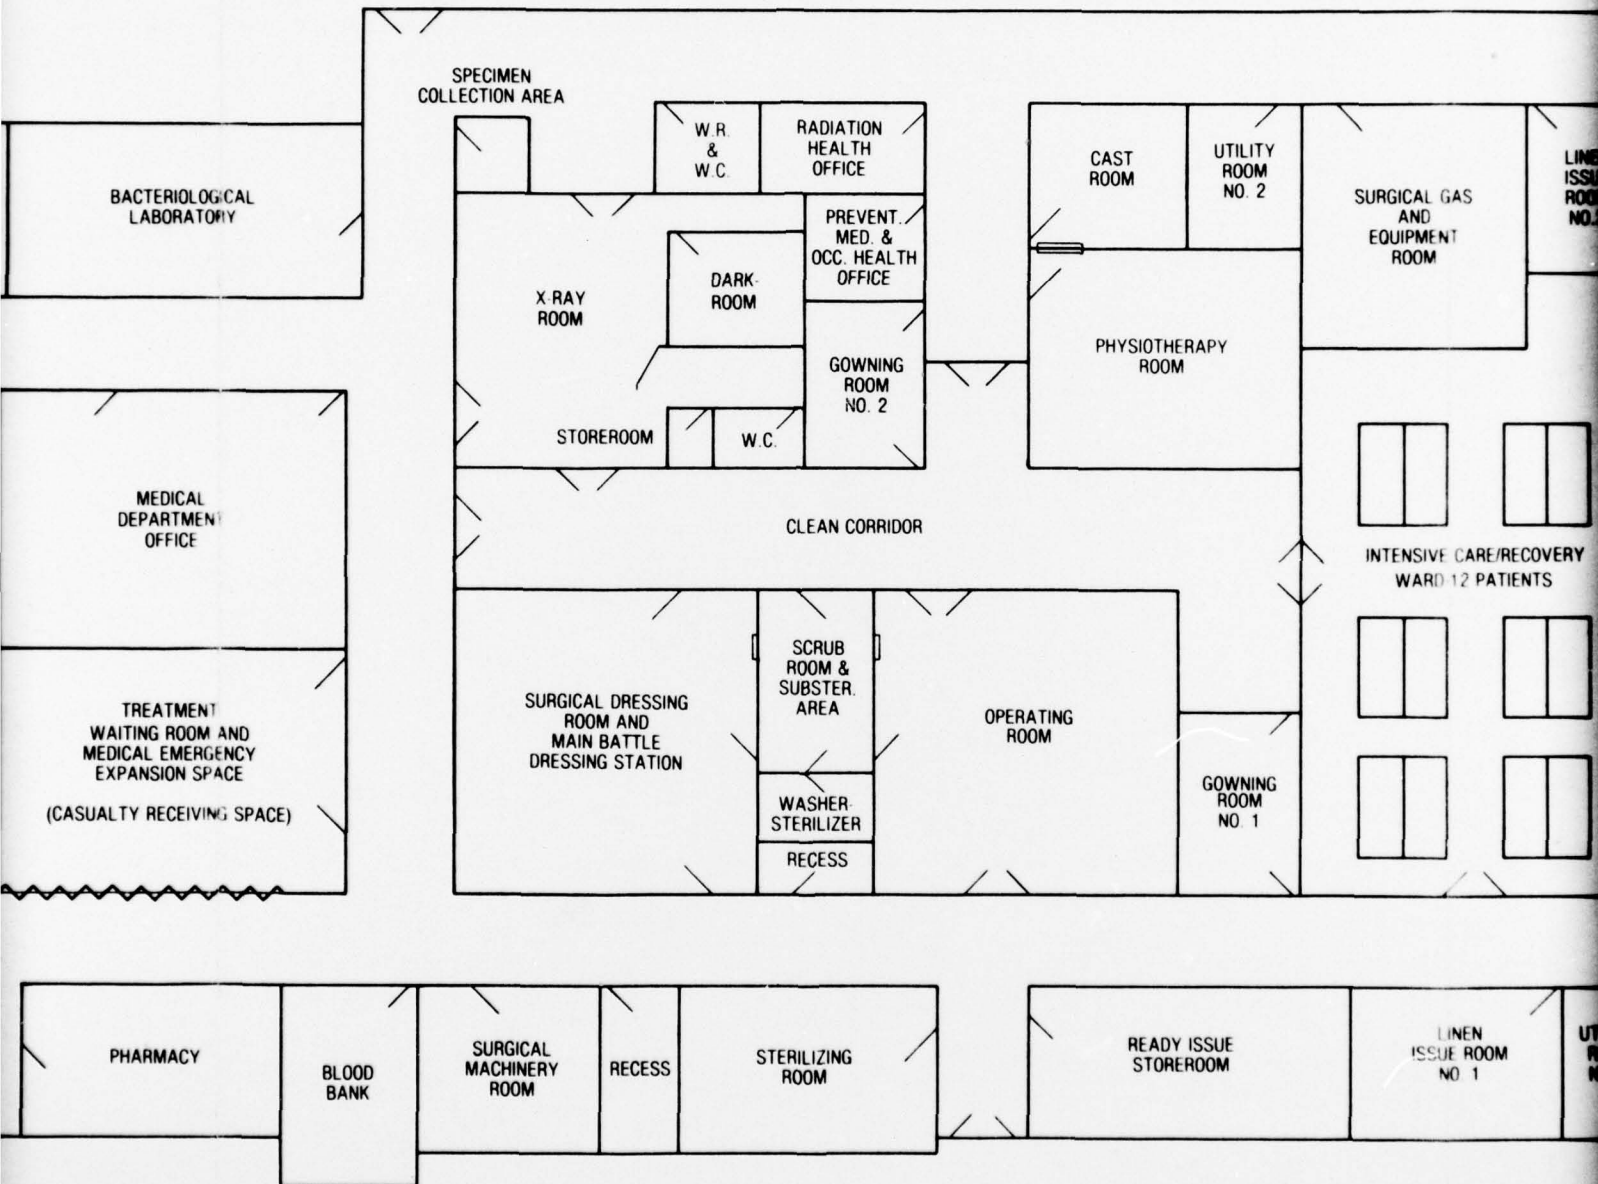 SPECIMEN
COLLECTION AREA
W.R.
&
W.C.
RADIATION
HEALTH
OFFICE
CAST
ROOM
UTILITY
ROOM
NO. 2
LINE
ISSU
ROO
NO.
BACTERIOLOGICAL
LABORATORY
SURGICAL GAS
AND
EQUIPMENT
ROOM
PREVENT.
MED. &
OCC. HEALTH
OFFICE
X-RAY
ROOM
DARK-
ROOM
PHYSIOTHERAPY
ROOM
GOWNING
ROOM
NO. 2
STOREROOM
W.C.
MEDICAL
DEPARTMENT
OFFICE
CLEAN CORRIDOR
INTENSIVE CARE/RECOVERY
WARD 12 PATIENTS
SCRUB
ROOM &
SUBSTER.
AREA
SURGICAL DRESSING
ROOM AND
MAIN BATTLE
DRESSING STATION
OPERATING
ROOM
TREATMENT
WAITING ROOM AND
MEDICAL EMERGENCY
EXPANSION SPACE
(CASUALTY RECEIVING SPACE)
WASHER-
STERILIZER
RECESS
GOWNING
ROOM
NO. 1
PHARMACY
BLOOD
BANK
SURGICAL
MACHINERY
ROOM
RECESS
STERILIZING
ROOM
READY ISSUE
STOREROOM
LINEN
ISSUE ROOM
NO. 1
UT